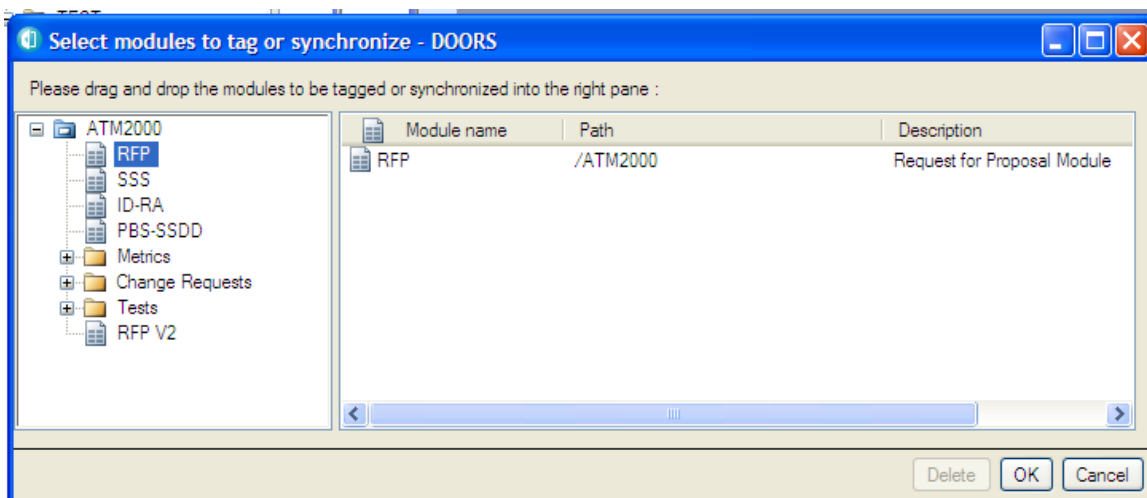 Select modules to tag or synchronize - DOORS
Please drag and drop the modules to be tagged or synchronized into the right pane :
ATM2000
RFP
SSS
ID-RA
PBS-SSDD
Metrics
Change Requests
Tests
RFP V2
Module name Path Description
RFP /ATM2000 Request for Proposal Module
Delete OK Cancel